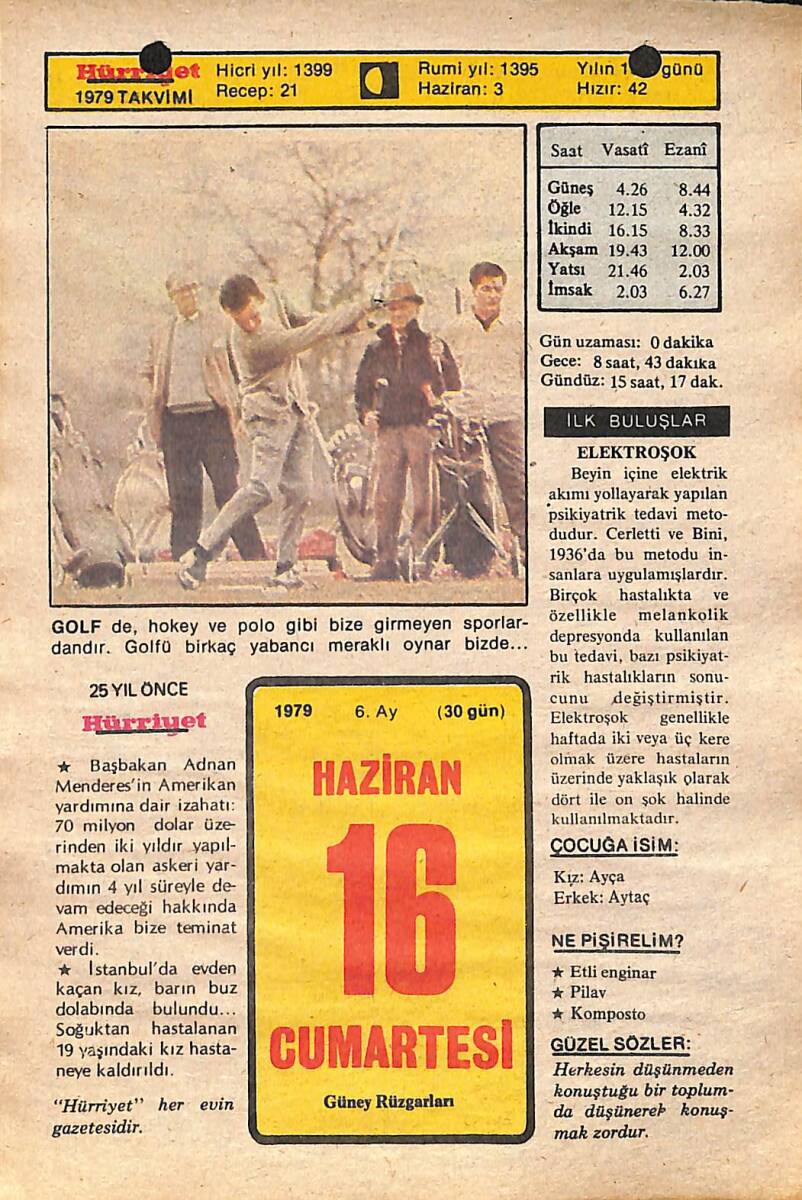 Hürriyet
1979 TAKVİMİ
Hicri yıl: 1399
Recep: 21
Rumi yıl: 1395
Haziran: 3
Yılın günü
Hızır: 42
Saat Vasatî Ezanî
Güneş 4.26 8.44
Öğle 12.15 4.32
İkindi 16.15 8.33
Akşam 19.43 12.00
Yatsı 21.46 2.03
İmsak 2.03 6.27
Gün uzaması: 0 dakika
Gece: 8 saat, 43 dakika
Gündüz: 15 saat, 17 dak.
GOLF de, hokey ve polo gibi bize girmeyen sporlar-
dandır. Golfü birkaç yabancı meraklı oynar bizde...
İLK BULUŞLAR
ELEKTROŞOK
Beyin içine elektrik
akımı yollayarak yapılan
psikiyatrik tedavi meto-
dudur. Cerletti ve Bini,
1936'da bu metodu in-
sanlara uygulamışlardır.
Birçok hastalıkta ve
özellikle melankolik
depresyonda kullanılan
bu tedavi, bazı psikiyat-
rik hastalıkların sonu-
cunu değiştirmiştir.
Elektroşok genellikle
haftada iki veya üç kere
olmak üzere hastaların
üzerinde yaklaşık olarak
dört ile on şok halinde
kullanılmaktadır.
ÇOCUĞA İSİM:
Kız: Ayça
Erkek: Aytaç
NE PİŞİRELİM?
★ Etli enginar
★ Pilav
★ Komposto
GÜZEL SÖZLER:
Herkesin düşünmeden
konuştuğu bir toplum-
da düşünerek konuş-
mak zordur.
25 YIL ÖNCE
Hürriyet
★ Başbakan Adnan
Menderes'in Amerikan
yardımına dair izahatı:
70 milyon dolar üze-
rinden iki yıldır yapıl-
makta olan askeri yar-
dımın 4 yıl süreyle de-
vam edeceği hakkında
Amerika bize teminat
verdi.
★ İstanbul'da evden
kaçan kız, barın buz
dolabında bulundu...
Soğuktan hastalanan
19 yaşındaki kız hasta-
neye kaldırıldı.
"Hürriyet" her evin
gazetesidir.
1979 6. Ay (30 gün)
HAZİRAN
16
CUMARTESİ
Güney Rüzgarları